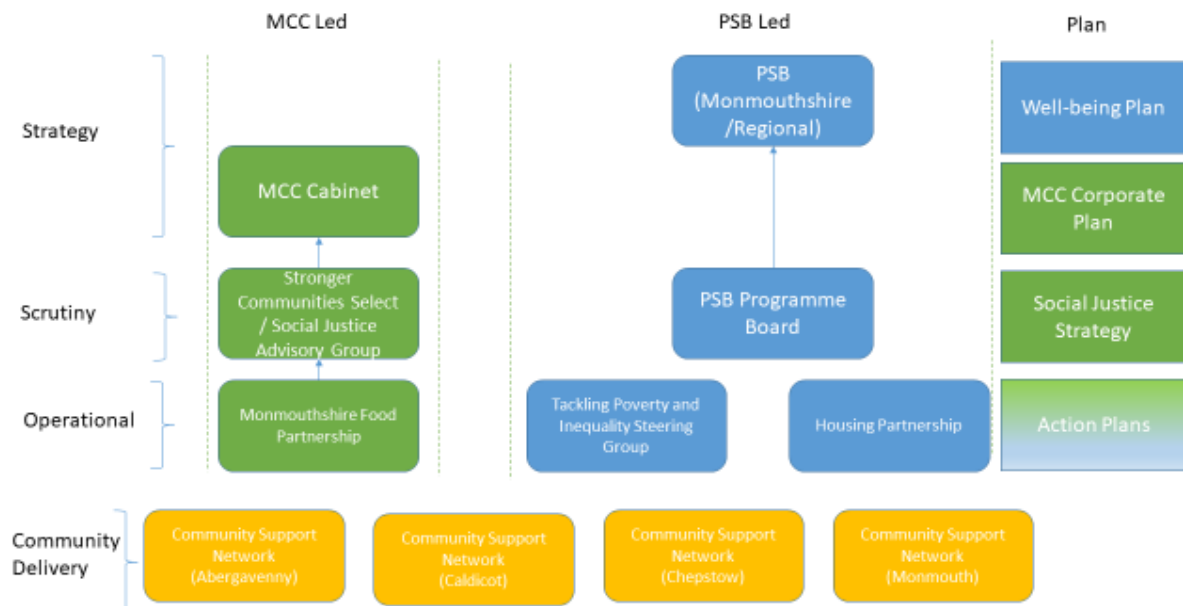 MCC Led
PSB Led
Plan
Strategy
PSB
(Monmouthshire
/Regional)
Well-being Plan
MCC Cabinet
MCC Corporate
Plan
Scrutiny
Stronger
Communities Select
/ Social Justice
Advisory Group
PSB Programme
Board
Social Justice
Strategy
Operational
Monmouthshire Food
Partnership
Tackling Poverty and
Inequality Steering
Group
Housing Partnership
Action Plans
Community
Delivery
Community Support
Network
(Abergavenny)
Community Support
Network
(Caldicot)
Community Support
Network
(Chepstow)
Community Support
Network
(Monmouth)